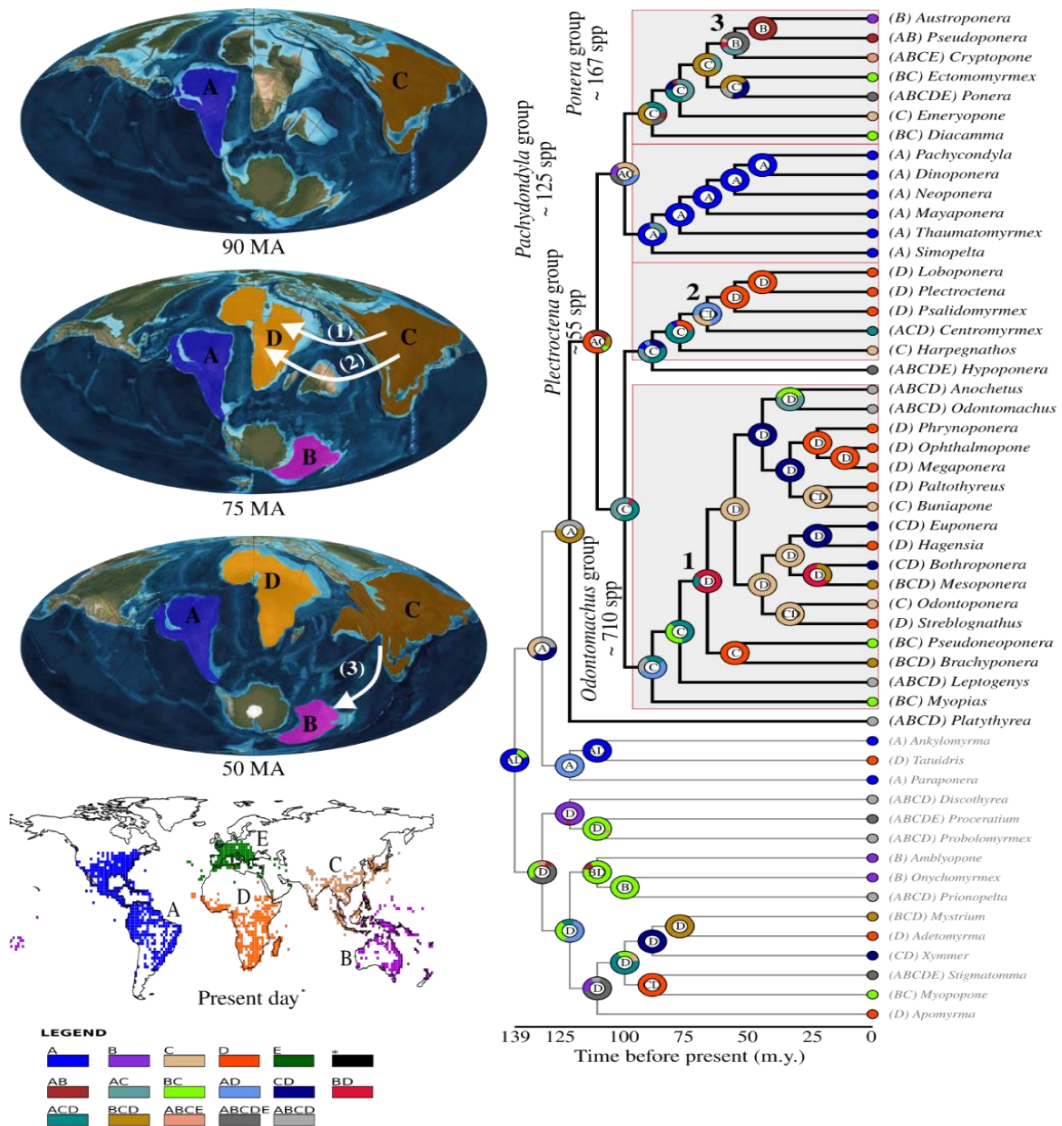 A
C
90 MA
A
D
C
(1)
(2)
B
75 MA
A
D
C
(3)
B
50 MA
E
C
D
A
B
Present day
LEGEND
A B C D E *
AB AC BC AD CD BD
ACD BCD ABCE ABCDE ABCD
Ponera group
~ 167 spp
Pachydondyla group
~ 125 spp
Plectroctena group
~ 55 spp
Odontomachus group
~ 710 spp
3
2
1
(B) Austroponera
(AB) Pseudoponera
(ABCE) Cryptopone
(BC) Ectomomyrmex
(ABCDE) Ponera
(C) Emeryopone
(BC) Diacamma
(A) Pachycondyla
(A) Dinoponera
(A) Neoponera
(A) Mayaponera
(A) Thaumatomyrmex
(A) Simopelta
(D) Loboponera
(D) Plectroctena
(D) Psalidomyrmex
(ACD) Centromyrmex
(C) Harpegnathos
(ABCDE) Hypoponera
(ABCD) Anochetus
(ABCD) Odontomachus
(D) Phrynoponera
(D) Ophthalmopone
(D) Megaponera
(D) Paltothyreus
(C) Buniapone
(CD) Euponera
(D) Hagensia
(CD) Bothroponera
(BCD) Mesoponera
(C) Odontoponera
(D) Streblognathus
(BC) Pseudoneoponera
(BCD) Brachyponera
(ABCD) Leptogenys
(BC) Myopias
(ABCD) Platythyrea
(A) Ankylomyrma
(D) Tatuidris
(A) Paraponera
(ABCD) Discothyrea
(ABCDE) Proceratium
(ABCD) Probolomyrmex
(B) Amblyopone
(B) Onychomyrmex
(ABCD) Prionopelta
(BCD) Mystrium
(D) Adetomyrma
(CD) Xymmer
(ABCDE) Stigmatomma
(BC) Myopopone
(D) Apomyrma
139 125 100 75 50 25 0
Time before present (m.y.)